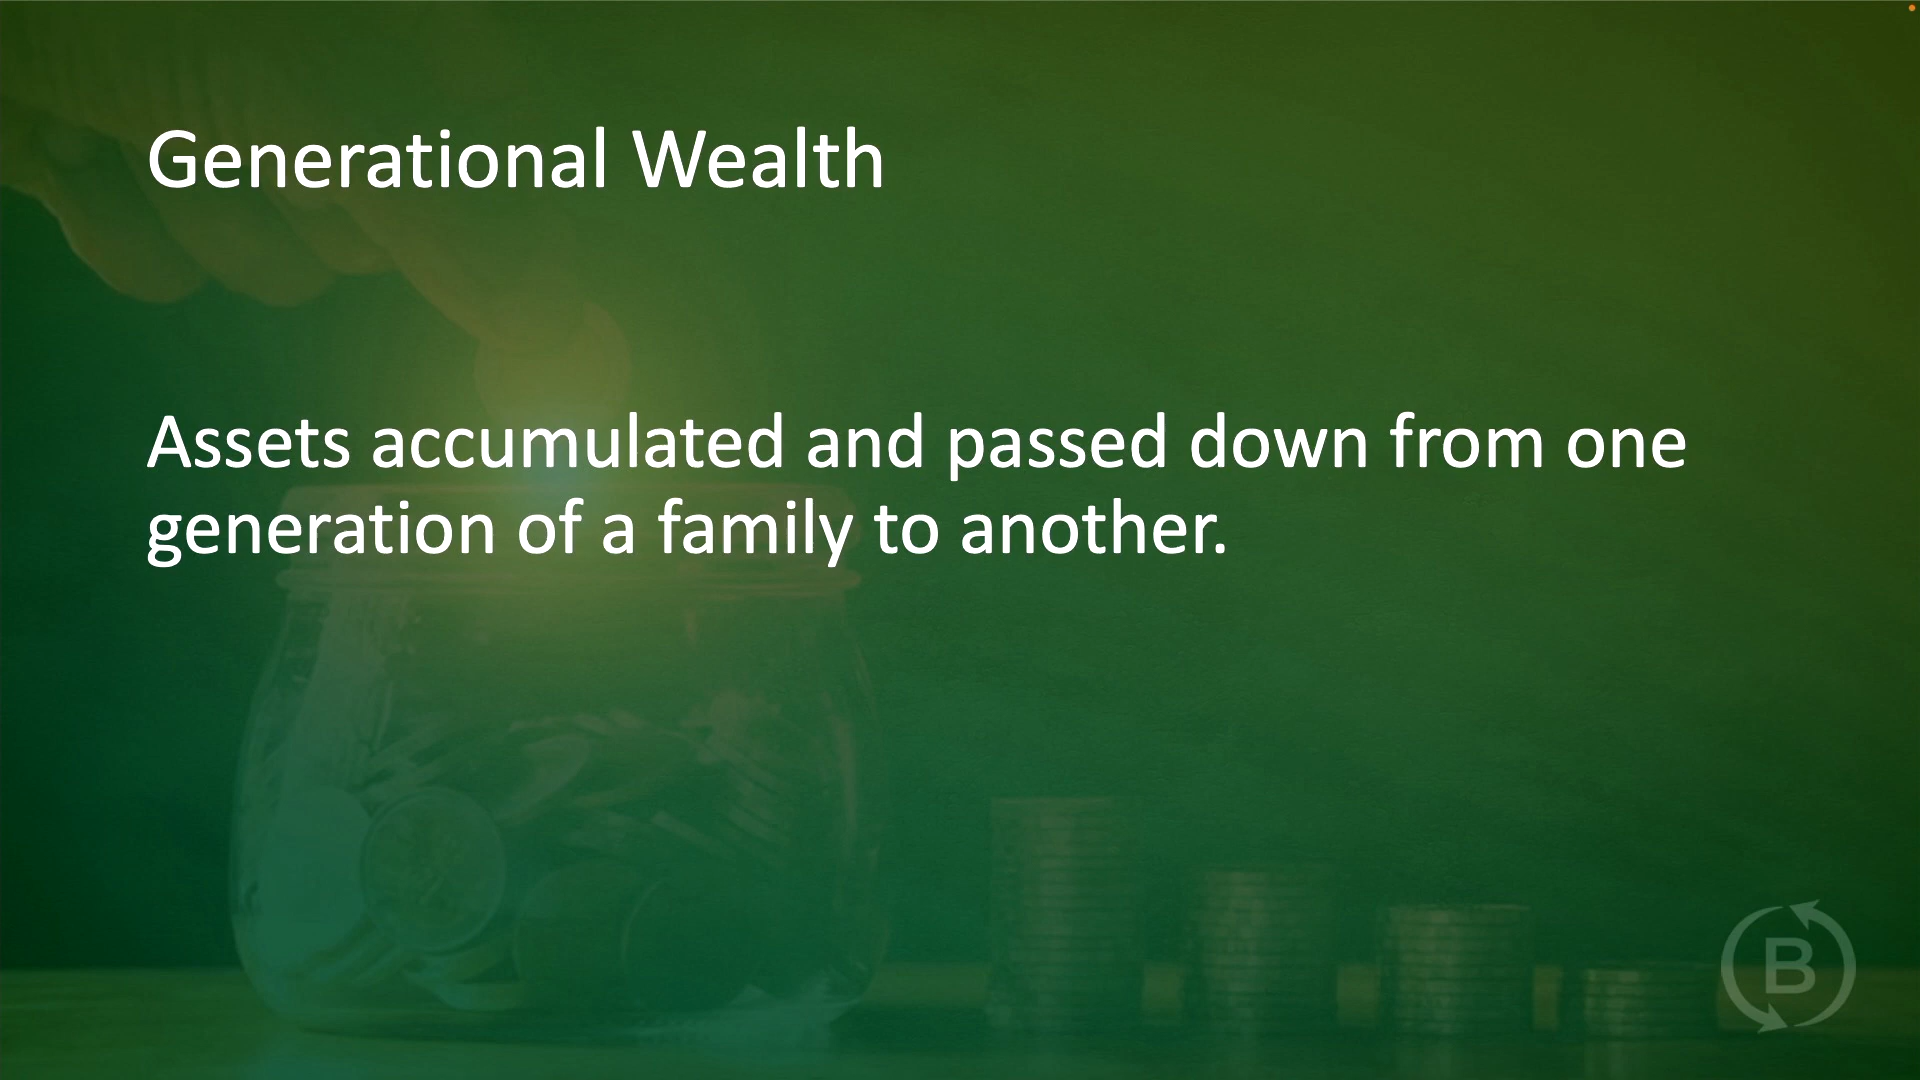 Generational Wealth
Assets accumulated and passed down from one
generation of a family to another.
B